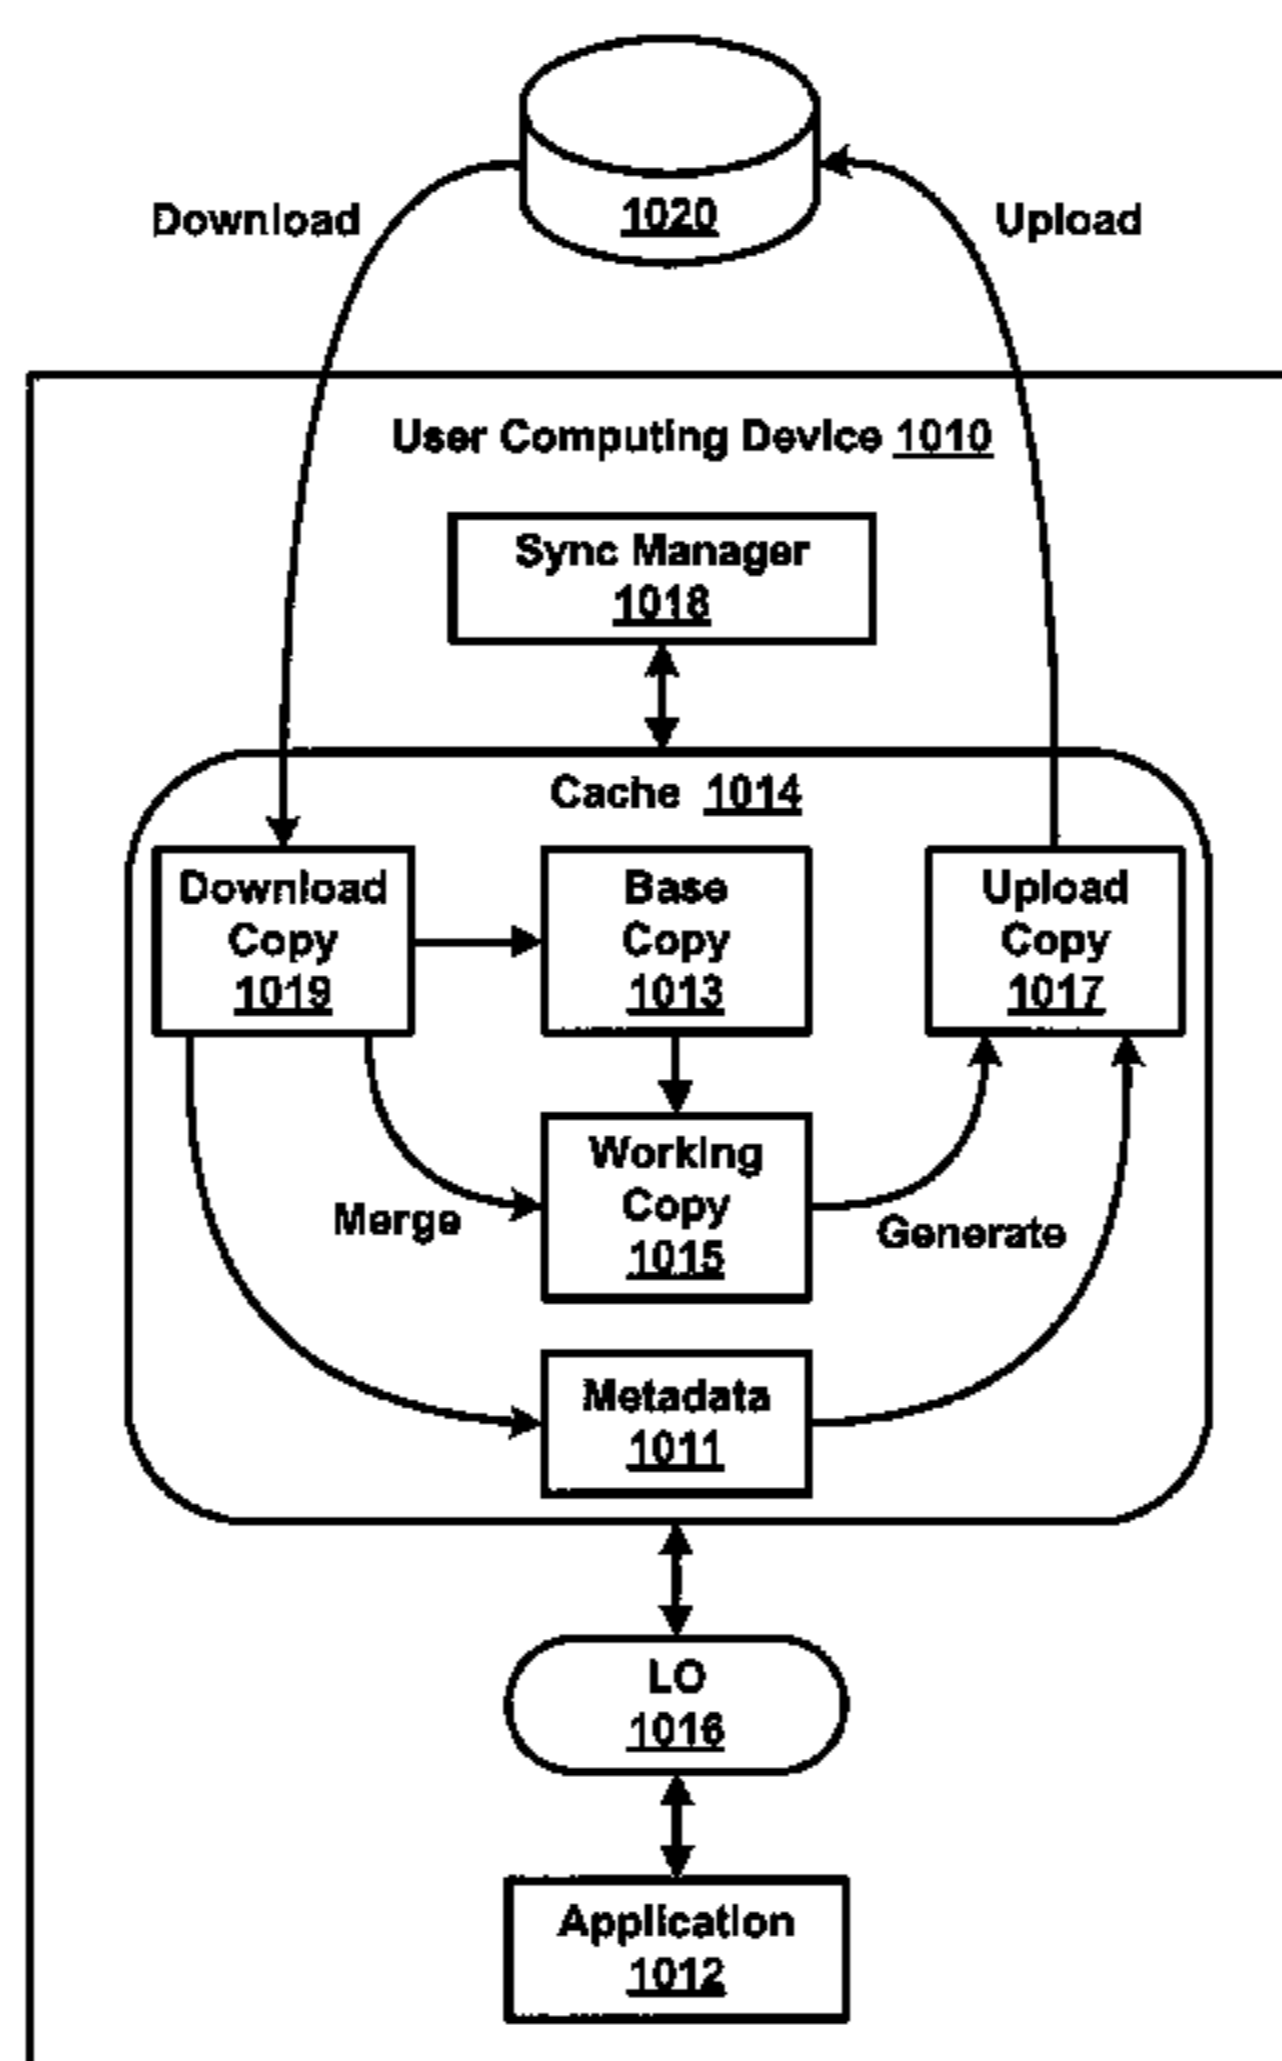 1020
Download
Upload
User Computing Device 1010
Sync Manager
1018
Cache 1014
Download
Copy
1019
Base
Copy
1013
Upload
Copy
1017
Working
Copy
1015
Merge
Generate
Metadata
1011
LO
1016
Application
1012